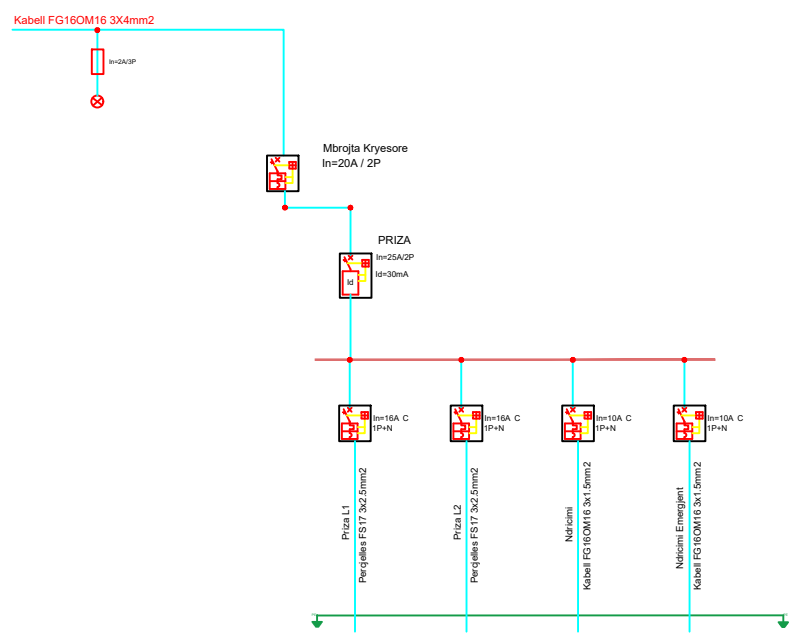 Kabell FG16OM16 3X4mm2
In=2A/3P
Mbrojta Kryesore
In=20A / 2P
PRIZA
In=25A/2P
Id=30mA
Id
In=16A C
1P+N
In=16A C
1P+N
In=10A C
1P+N
In=10A C
1P+N
Priza L1
Percjelles FS17 3x2.5mm2
Priza L2
Percjelles FS17 3x2.5mm2
Ndricimi
Kabell FG16OM16 3x1.5mm2
Ndricimi Emergjent
Kabell FG16OM16 3x1.5mm2